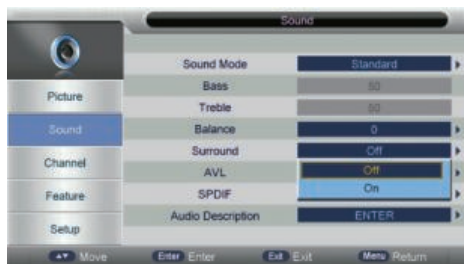 Sound
Sound Mode Standard
Bass 50
Treble 50
Balance 0
Surround Off
AVL Off
On
SPDIF
Audio Description ENTER
Picture
Sound
Channel
Feature
Setup
Move Enter Enter Exit Exit Menu Return